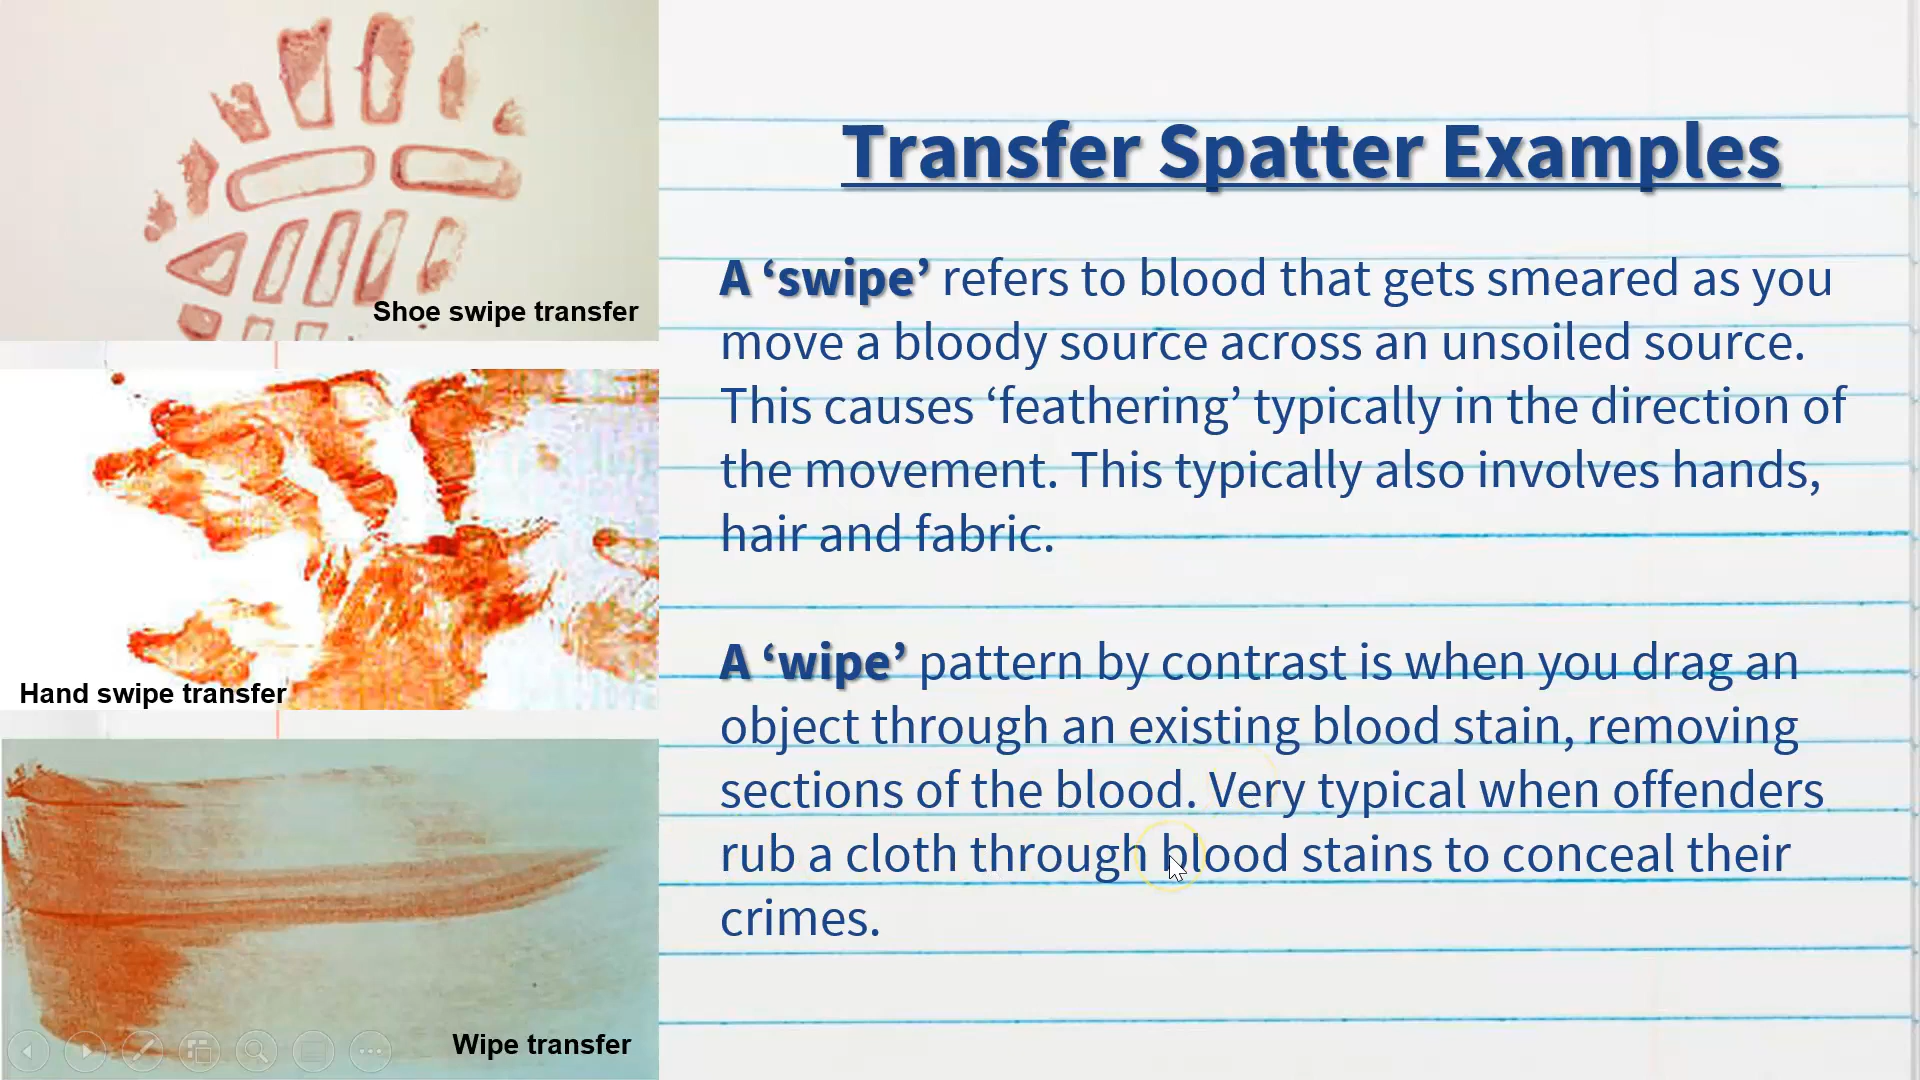 Transfer Spatter Examples
A ‘swipe’ refers to blood that gets smeared as you
move a bloody source across an unsoiled source.
This causes ‘feathering’ typically in the direction of
the movement. This typically also involves hands,
hair and fabric.
A ‘wipe’ pattern by contrast is when you drag an
object through an existing blood stain, removing
sections of the blood. Very typical when offenders
rub a cloth through blood stains to conceal their
crimes.
Shoe swipe transfer
Hand swipe transfer
Wipe transfer